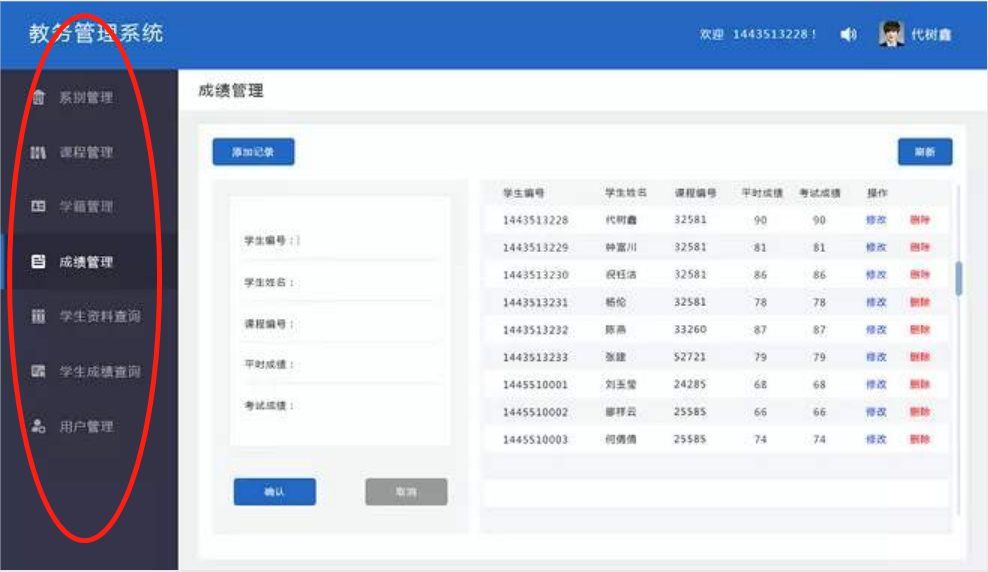 教务管理系统
欢迎 1443513228！ 代树鑫
系别管理
课程管理
学籍管理
成绩管理
学生资料查询
学生成绩查询
用户管理
成绩管理
添加记录
刷新
学生编号：
学生姓名：
课程编号：
平时成绩：
考试成绩：
确认 取消
学生编号 学生姓名 课程编号 平时成绩 考试成绩 操作
1443513228 代树鑫 32581 90 90 修改 删除
1443513229 钟富川 32581 81 81 修改 删除
1443513230 祝钰洁 32581 86 86 修改 删除
1443513231 杨伦 32581 78 78 修改 删除
1443513232 陈燕 33260 87 87 修改 删除
1443513233 张建 52721 79 79 修改 删除
1445510001 刘玉莹 24285 68 68 修改 删除
1445510002 廖祥云 25585 66 66 修改 删除
1445510003 何倩倩 25585 74 74 修改 删除